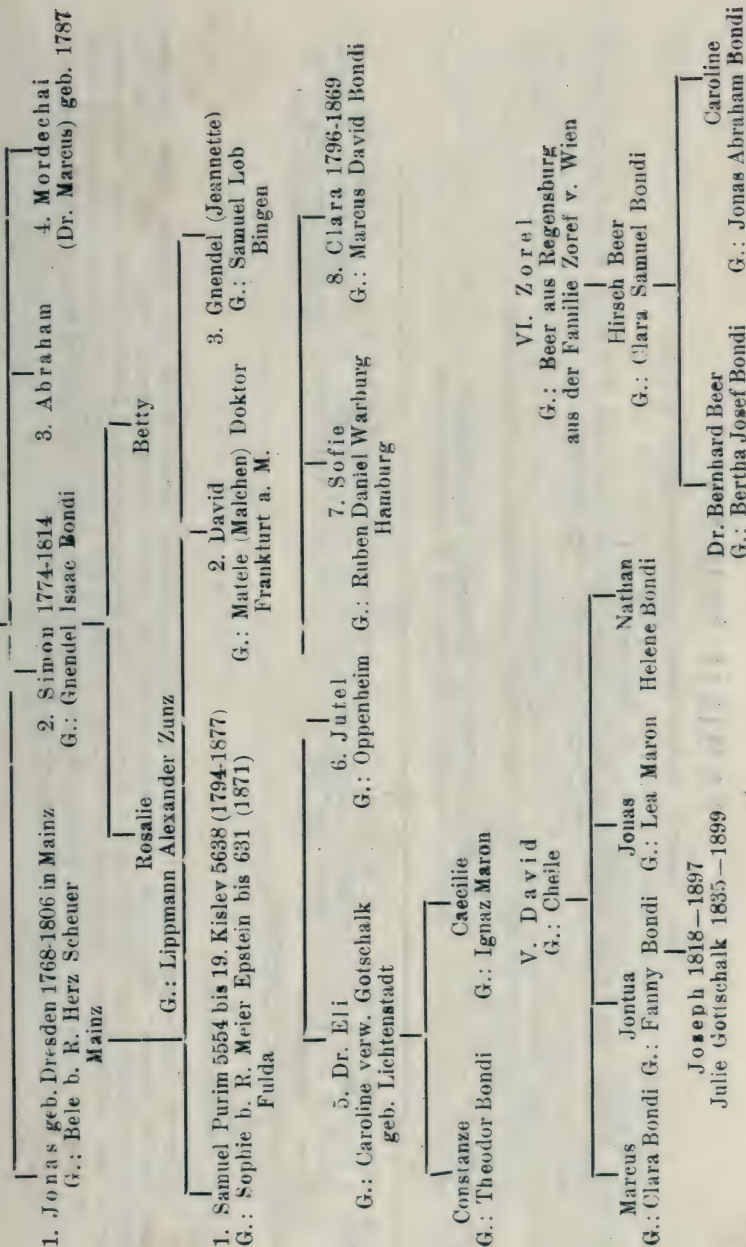 1. Jonas geb. Dresden 1768-1806 in Mainz
G.: Bele b. R. Herz Scheuer
Mainz
2. Simon 1774-1814
G.: Gnendel Isaac Bondi
3. Abraham
4. Mordechai
(Dr. Marcus) geb. 1787
Rosalie
G.: Lippmann Alexander Zunz
Betty
1. Samuel Purim 5554 bis 19. Kislev 5638 (1794-1877)
G.: Sophie b. R. Meier Epstein bis 631 (1871)
Fulda
2. David
G.: Matele (Malchen) Doktor
Frankfurt a. M.
3. Gnendel (Jeannette)
G.: Samuel Lob
Bingen
5. Dr. Eli
G.: Caroline verw. Gotschalk
geb. Lichtenstadt
6. Jutel
G.: Oppenheim
7. Sofie
G.: Ruben Daniel Warburg
Hamburg
8. Clara 1796-1869
G.: Marcus David Bondi
Constanze
G.: Theodor Bondi
Caecilie
G.: Ignaz Maron
V. David
G.: Cheile
Marcus
G.: Clara Bondi
Jontua
G.: Fanny Bondi
Jonas
G.: Lea Maron
Nathan
Helene Bondi
Joseph 1818—1897
Julie Gottschalk 1835—1899
VI. Zorel
G.: Beer aus Regensburg
aus der Familie Zoref v. Wien
Hirsch Beer
G.: Clara Samuel Bondi
Dr. Bernhard Beer
G.: Bertha Josef Bondi
Caroline
G.: Jonas Abraham Bondi